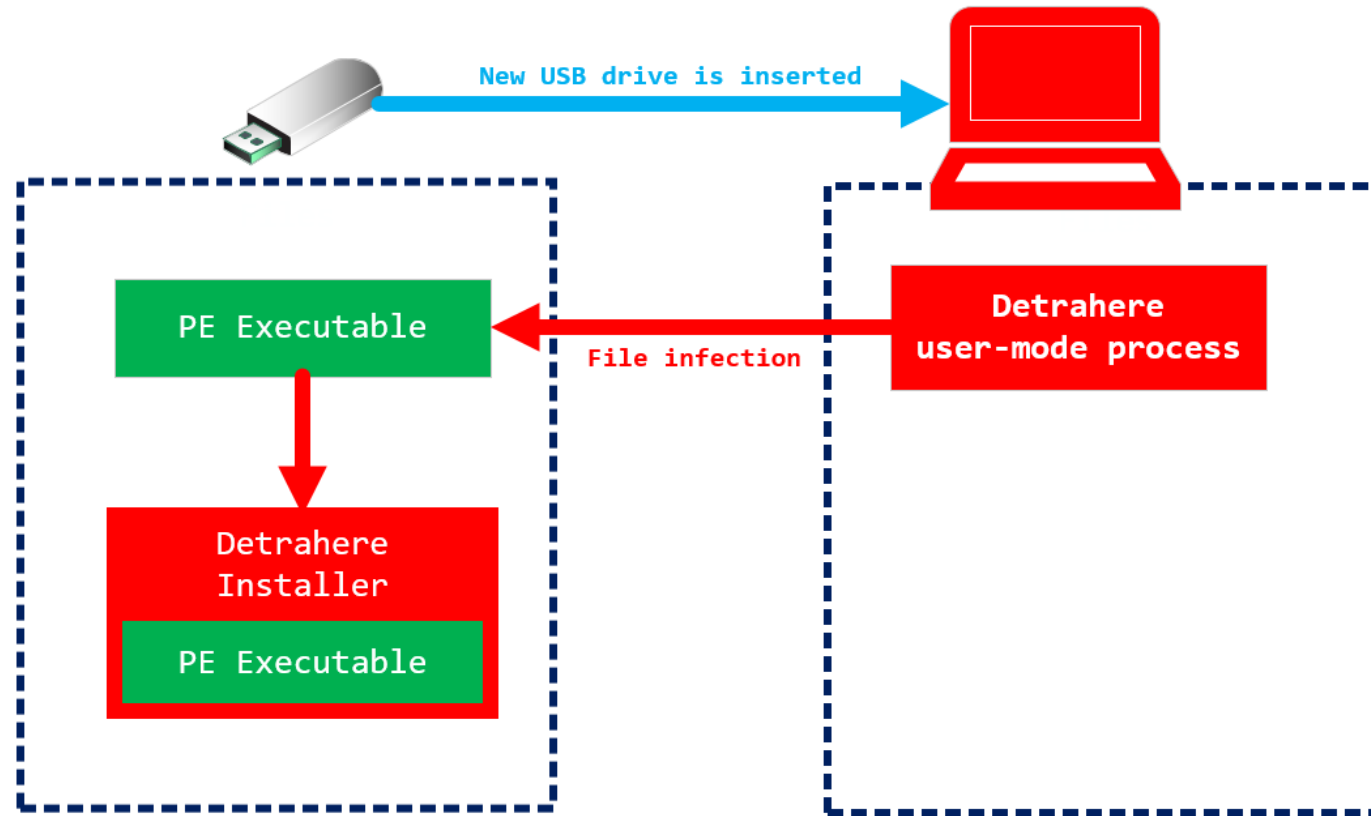 New USB drive is inserted
PE Executable
File infection
Detrahere
user-mode process
Detrahere
Installer
PE Executable